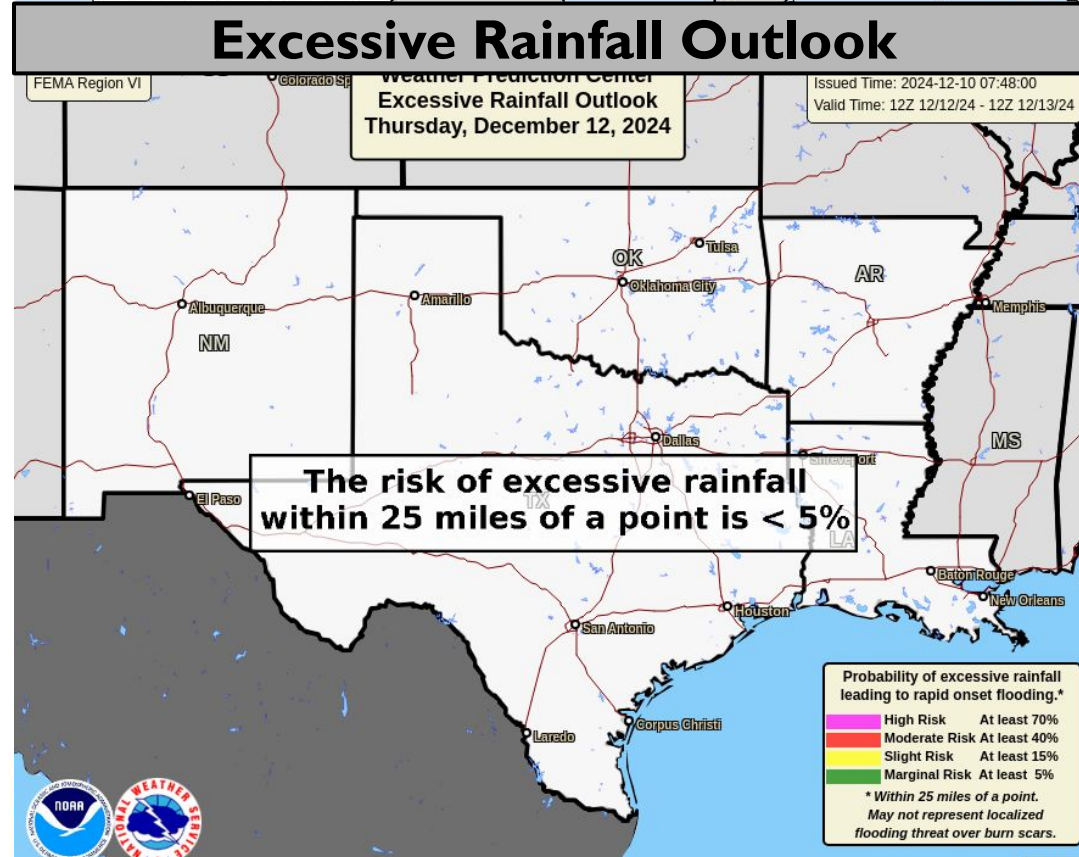 Excessive Rainfall Outlook
FEMA Region VI
Weather Prediction Center
Excessive Rainfall Outlook
Thursday, December 12, 2024
Issued Time: 2024-12-10 07:48:00
Valid Time: 12Z 12/12/24 - 12Z 12/13/24
Colorado Sp
Tulsa
OK
Oklahoma City
AR
Amarillo
Albuquerque
Memphis
NM
Dallas
MS
Shreveport
The risk of excessive rainfall
within 25 miles of a point is < 5%
TX
El Paso
LA
Baton Rouge
New Orleans
Houston
San Antonio
Corpus Christi
Laredo
Probability of excessive rainfall
leading to rapid onset flooding.*
High Risk At least 70%
Moderate Risk At least 40%
Slight Risk At least 15%
Marginal Risk At least 5%
* Within 25 miles of a point.
May not represent localized
flooding threat over burn scars.
NOAA
NATIONAL WEATHER SERVICE